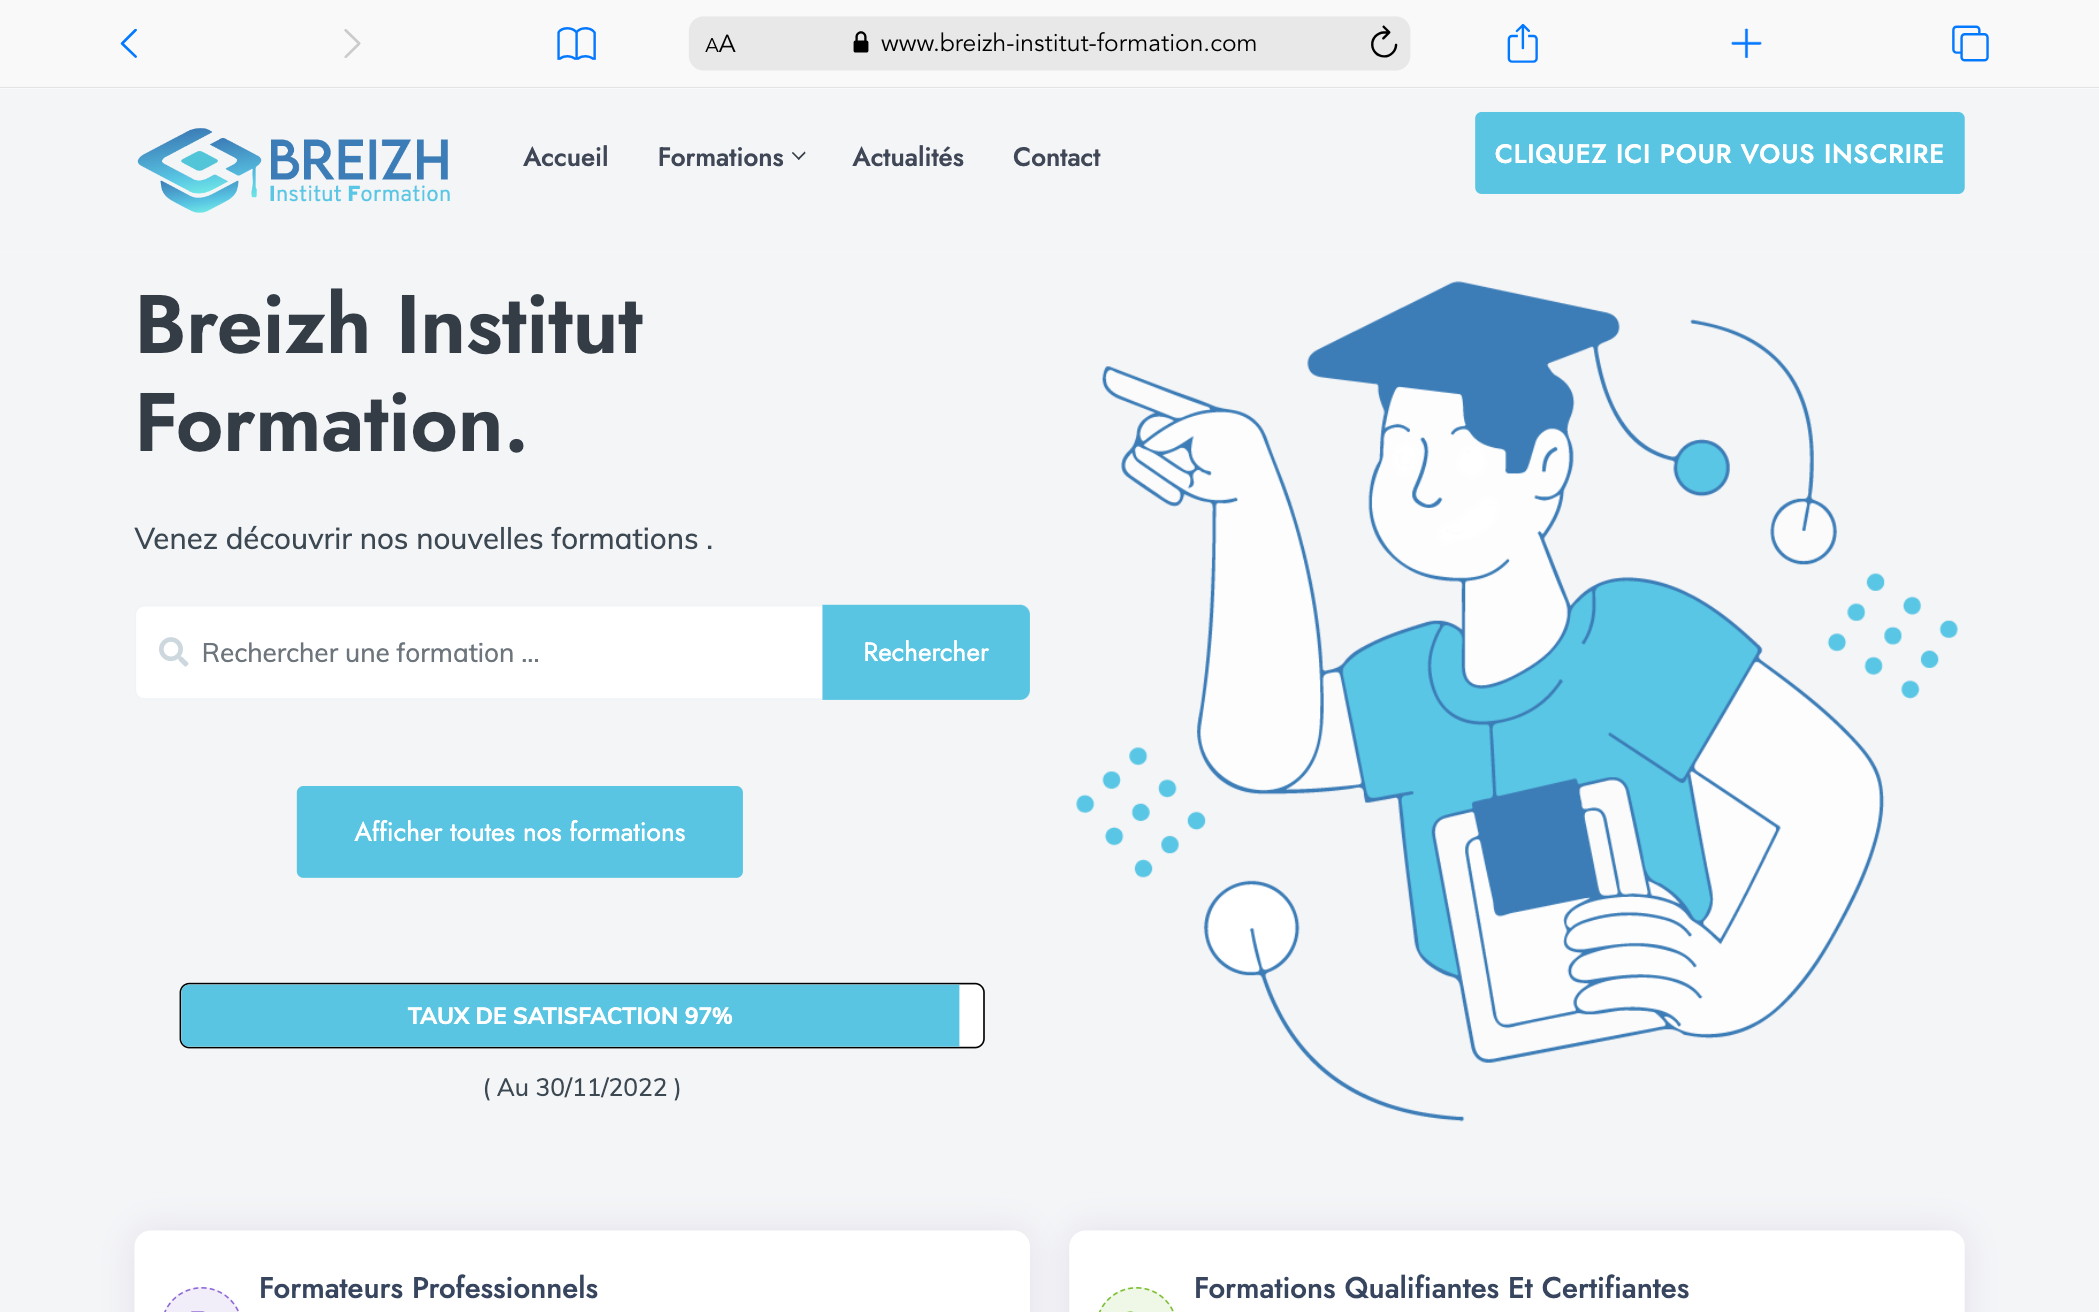 AA
www.breizh-institut-formation.com
BREIZH
Institut Formation
Accueil
Formations
Actualités
Contact
CLIQUEZ ICI POUR VOUS INSCRIRE
Breizh Institut
Formation.
Venez découvrir nos nouvelles formations .
Rechercher une formation ...
Rechercher
Afficher toutes nos formations
TAUX DE SATISFACTION 97%
( Au 30/11/2022 )
Formateurs Professionnels
Formations Qualifiantes Et Certifiantes